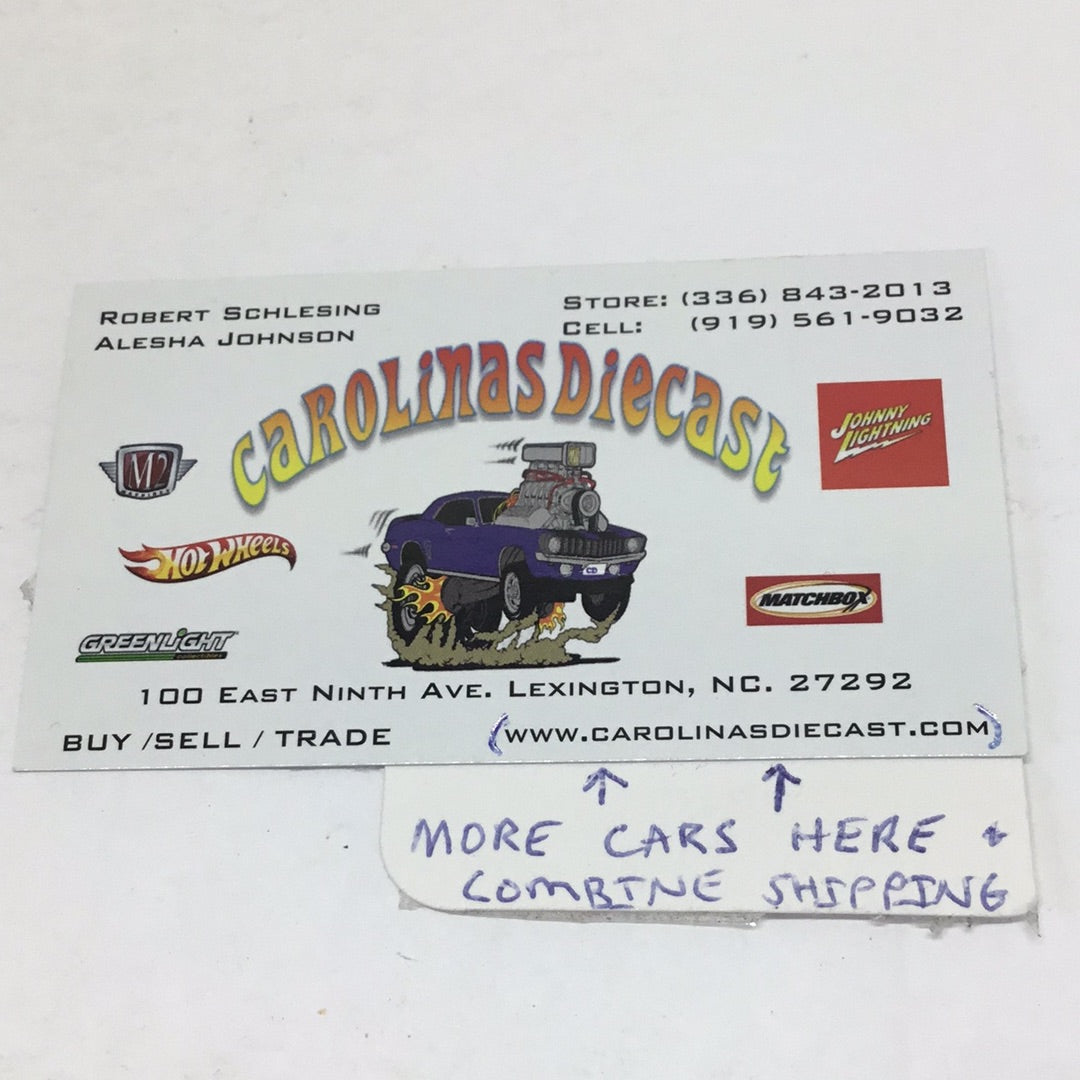 Robert Schlesing
Alesha Johnson
Store: (336) 843-2013
Cell: (919) 561-9032
Carolinas Diecast
M2
Johnny Lightning
Hot Wheels
CD
Matchbox
GREENLIGHT
collectibles
100 East Ninth Ave. Lexington, NC. 27292
BUY /SELL / TRADE
(www.carolinasdiecast.com)
MORE CARS HERE +
COMBINE SHIPPING